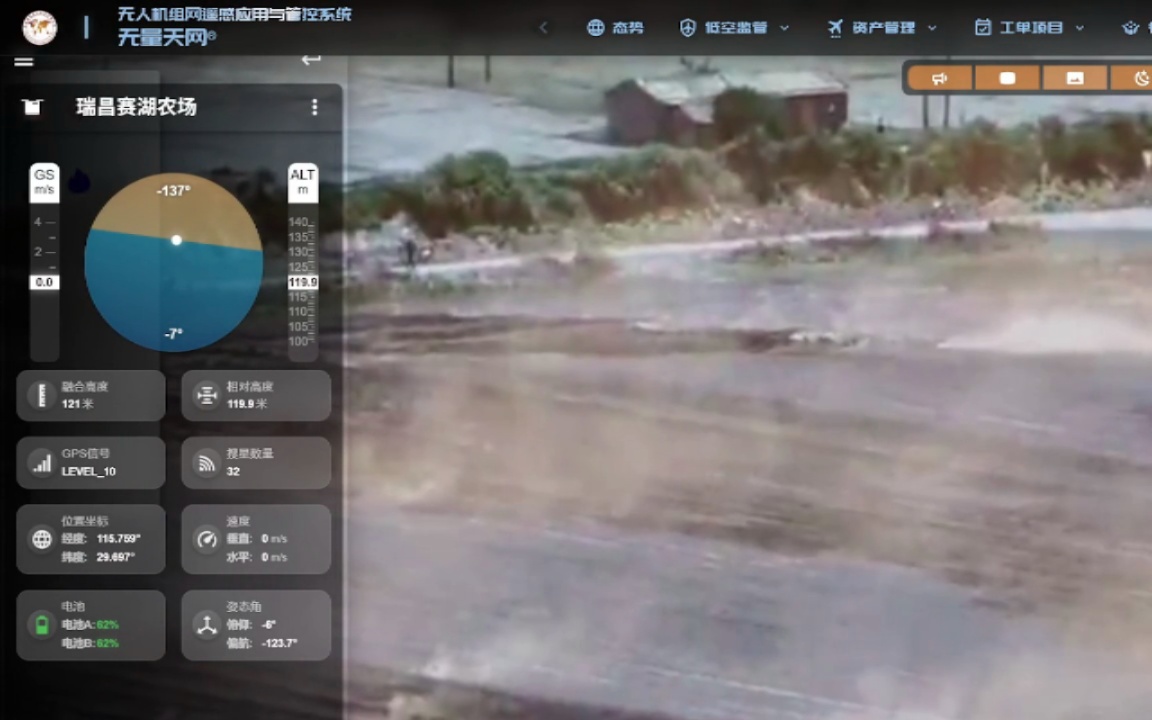 无人机组网遥感应用与管控系统
无量天网®
态势
低空监管
资产管理
工单项目
瑞昌赛湖农场
GS
m/s
4
2
0.0
-137°
-7°
ALT
m
140
135
130
125
119.9
115
110
105
100
融合高度
121 米
相对高度
119.9 米
GPS信号
LEVEL_10
搜星数量
32
位置坐标
经度: 115.759°
纬度: 29.697°
速度
垂直: 0 m/s
水平: 0 m/s
电池
电池A: 62%
电池B: 62%
姿态角
俯仰: -6°
偏航: -123.7°